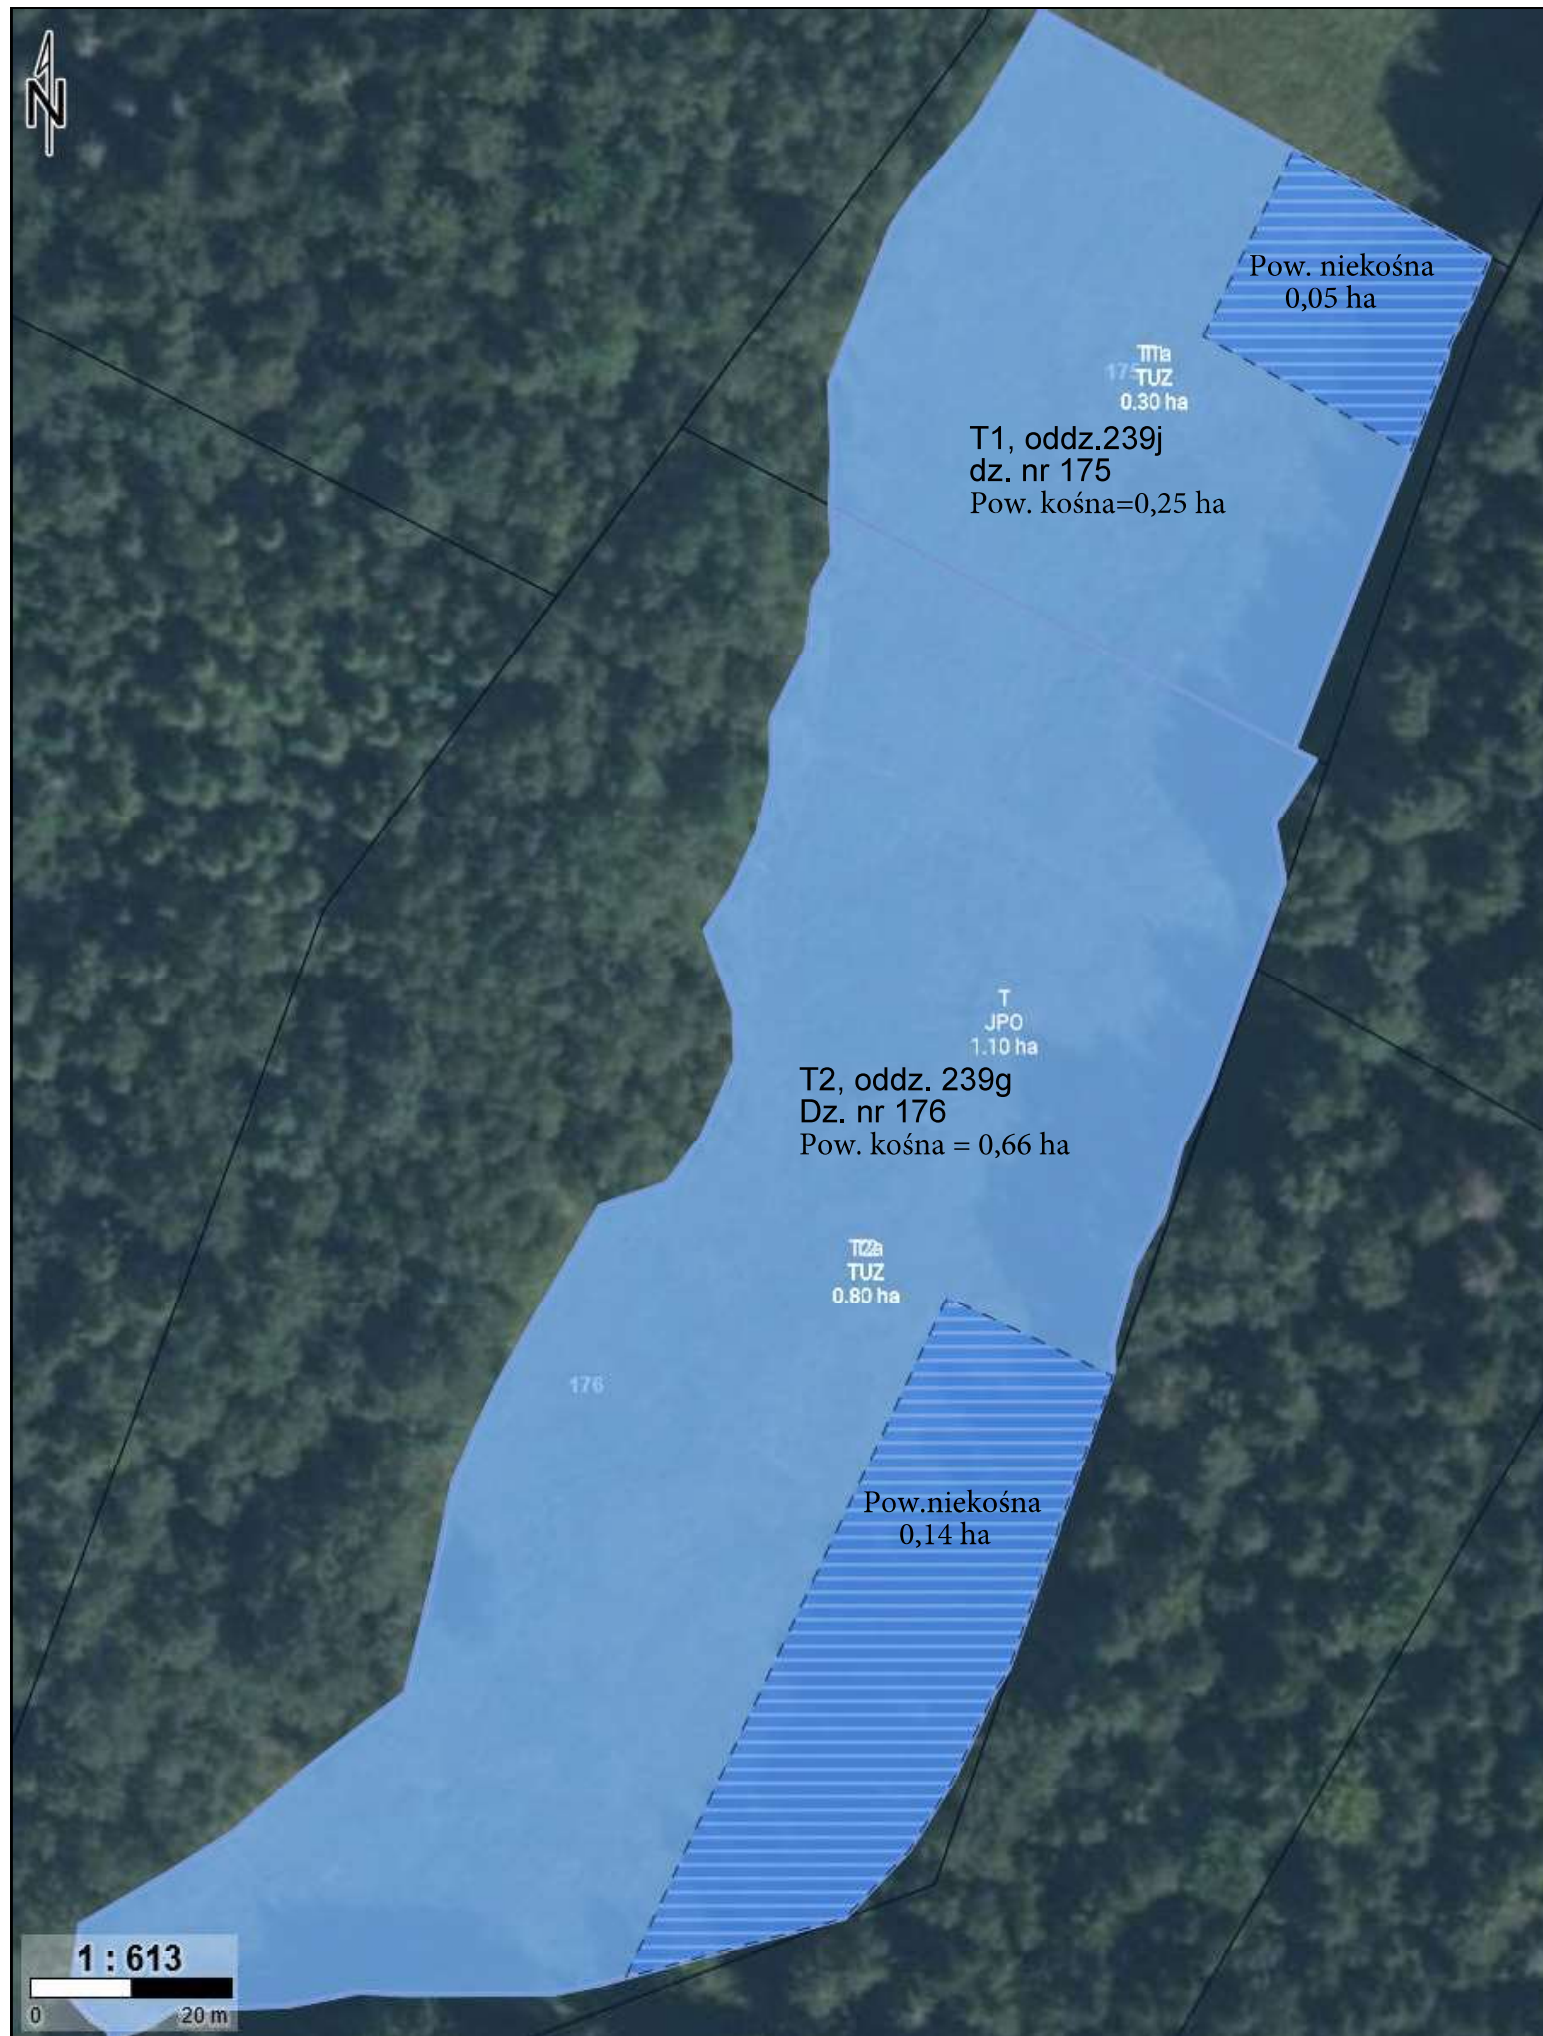 N
Pow. niekośna
0,05 ha
175
TUZ
0.30 ha
T1, oddz.239j
dz. nr 175
Pow. kośna=0,25 ha
T
JPO
1.10 ha
T2, oddz. 239g
Dz. nr 176
Pow. kośna = 0,66 ha
TUZ
0.80 ha
176
Pow.niekośna
0,14 ha
1 : 613
0 20 m